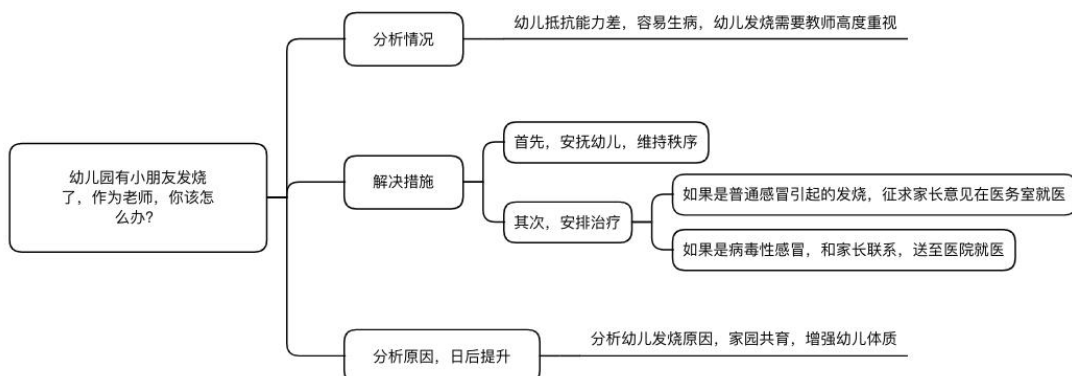 幼儿园有小朋友发烧
了，作为老师，你该怎
么办？
分析情况
幼儿抵抗能力差，容易生病，幼儿发烧需要教师高度重视
解决措施
首先，安抚幼儿，维持秩序
其次，安排治疗
如果是普通感冒引起的发烧，征求家长意见在医务室就医
如果是病毒性感冒，和家长联系，送至医院就医
分析原因，日后提升
分析幼儿发烧原因，家园共育，增强幼儿体质